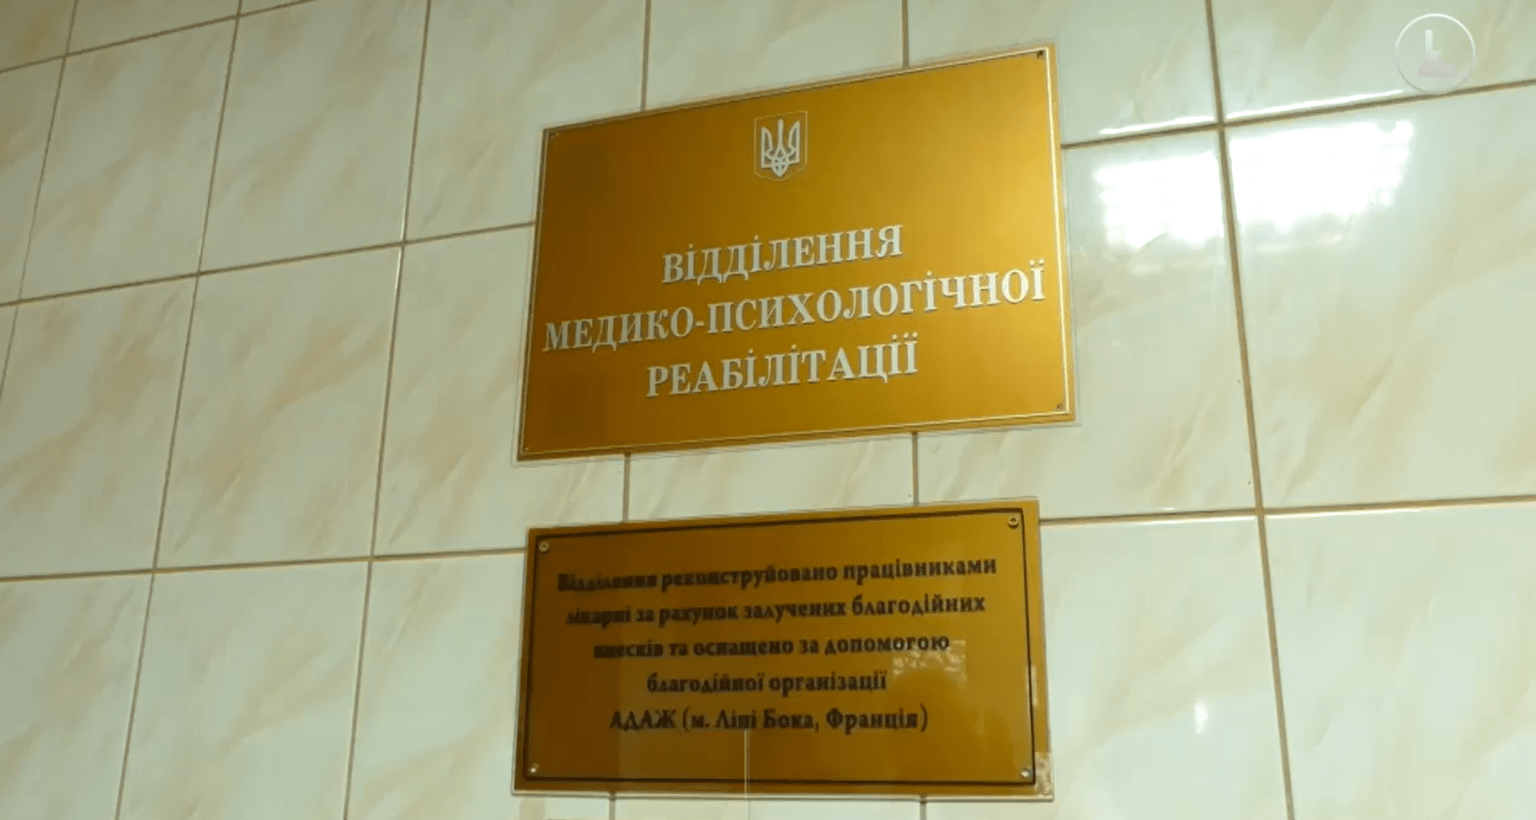 ВІДДІЛЕННЯ
МЕДИКО-ПСИХОЛОГІЧНОЇ
РЕАБІЛІТАЦІЇ
Відділення реконструйовано працівниками
лікарні за рахунок залучених благодійних
внесків та оснащено за допомогою
благодійної організації
АДАЖ (м. Ліні Бока, Франція)
L